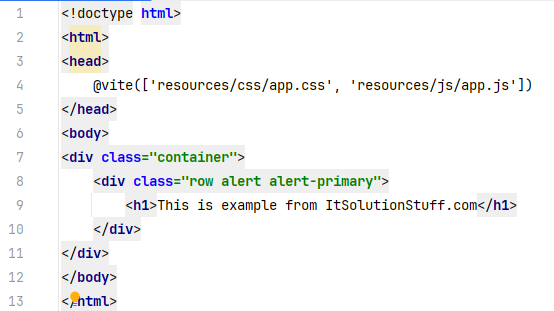 1 <!doctype html>
2 <html>
3 <head>
4 @vite(['resources/css/app.css', 'resources/js/app.js'])
5 </head>
6 <body>
7 <div class="container">
8 <div class="row alert alert-primary">
9 <h1>This is example from ItSolutionStuff.com</h1>
10 </div>
11 </div>
12 </body>
13 </html>